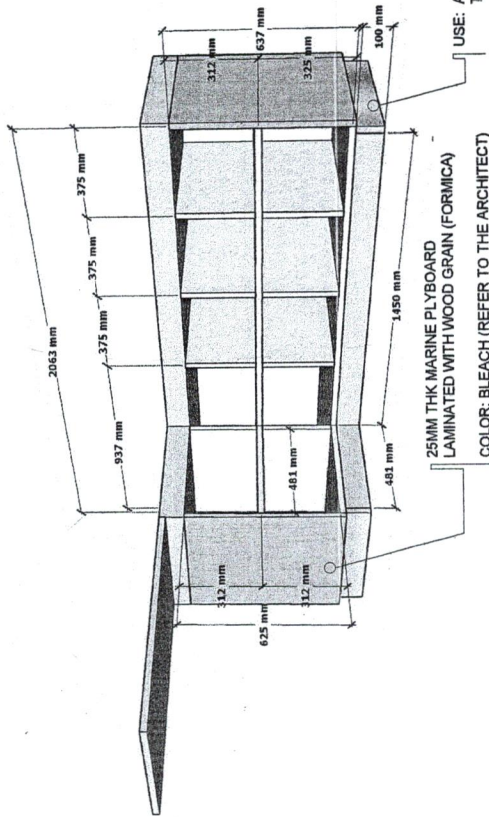 2063 mm
375 mm
375 mm
375 mm
937 mm
312 mm
637 mm
325 mm
100 mm
1450 mm
481 mm
481 mm
312 mm
312 mm
625 mm
25MM THK MARINE PLYBOARD
LAMINATED WITH WOOD GRAIN (FORMICA)
COLOR: BLEACH (REFER TO THE ARCHITECT)
USE: